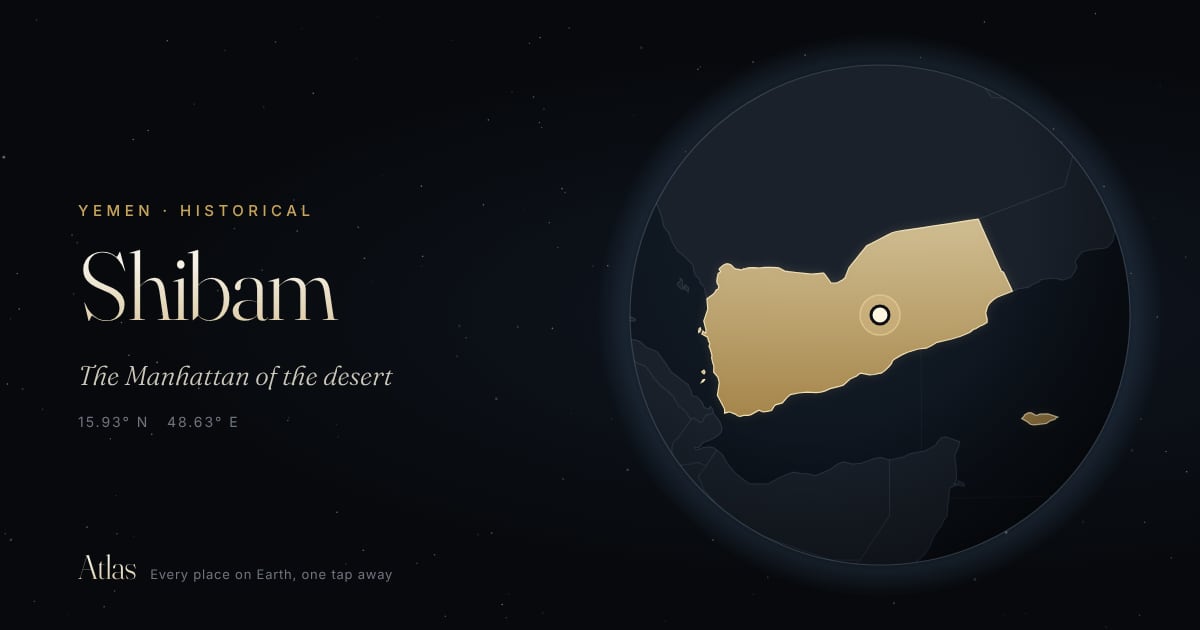 YEMEN · HISTORICAL
Shibam
The Manhattan of the desert
15.93° N 48.63° E
Atlas Every place on Earth, one tap away